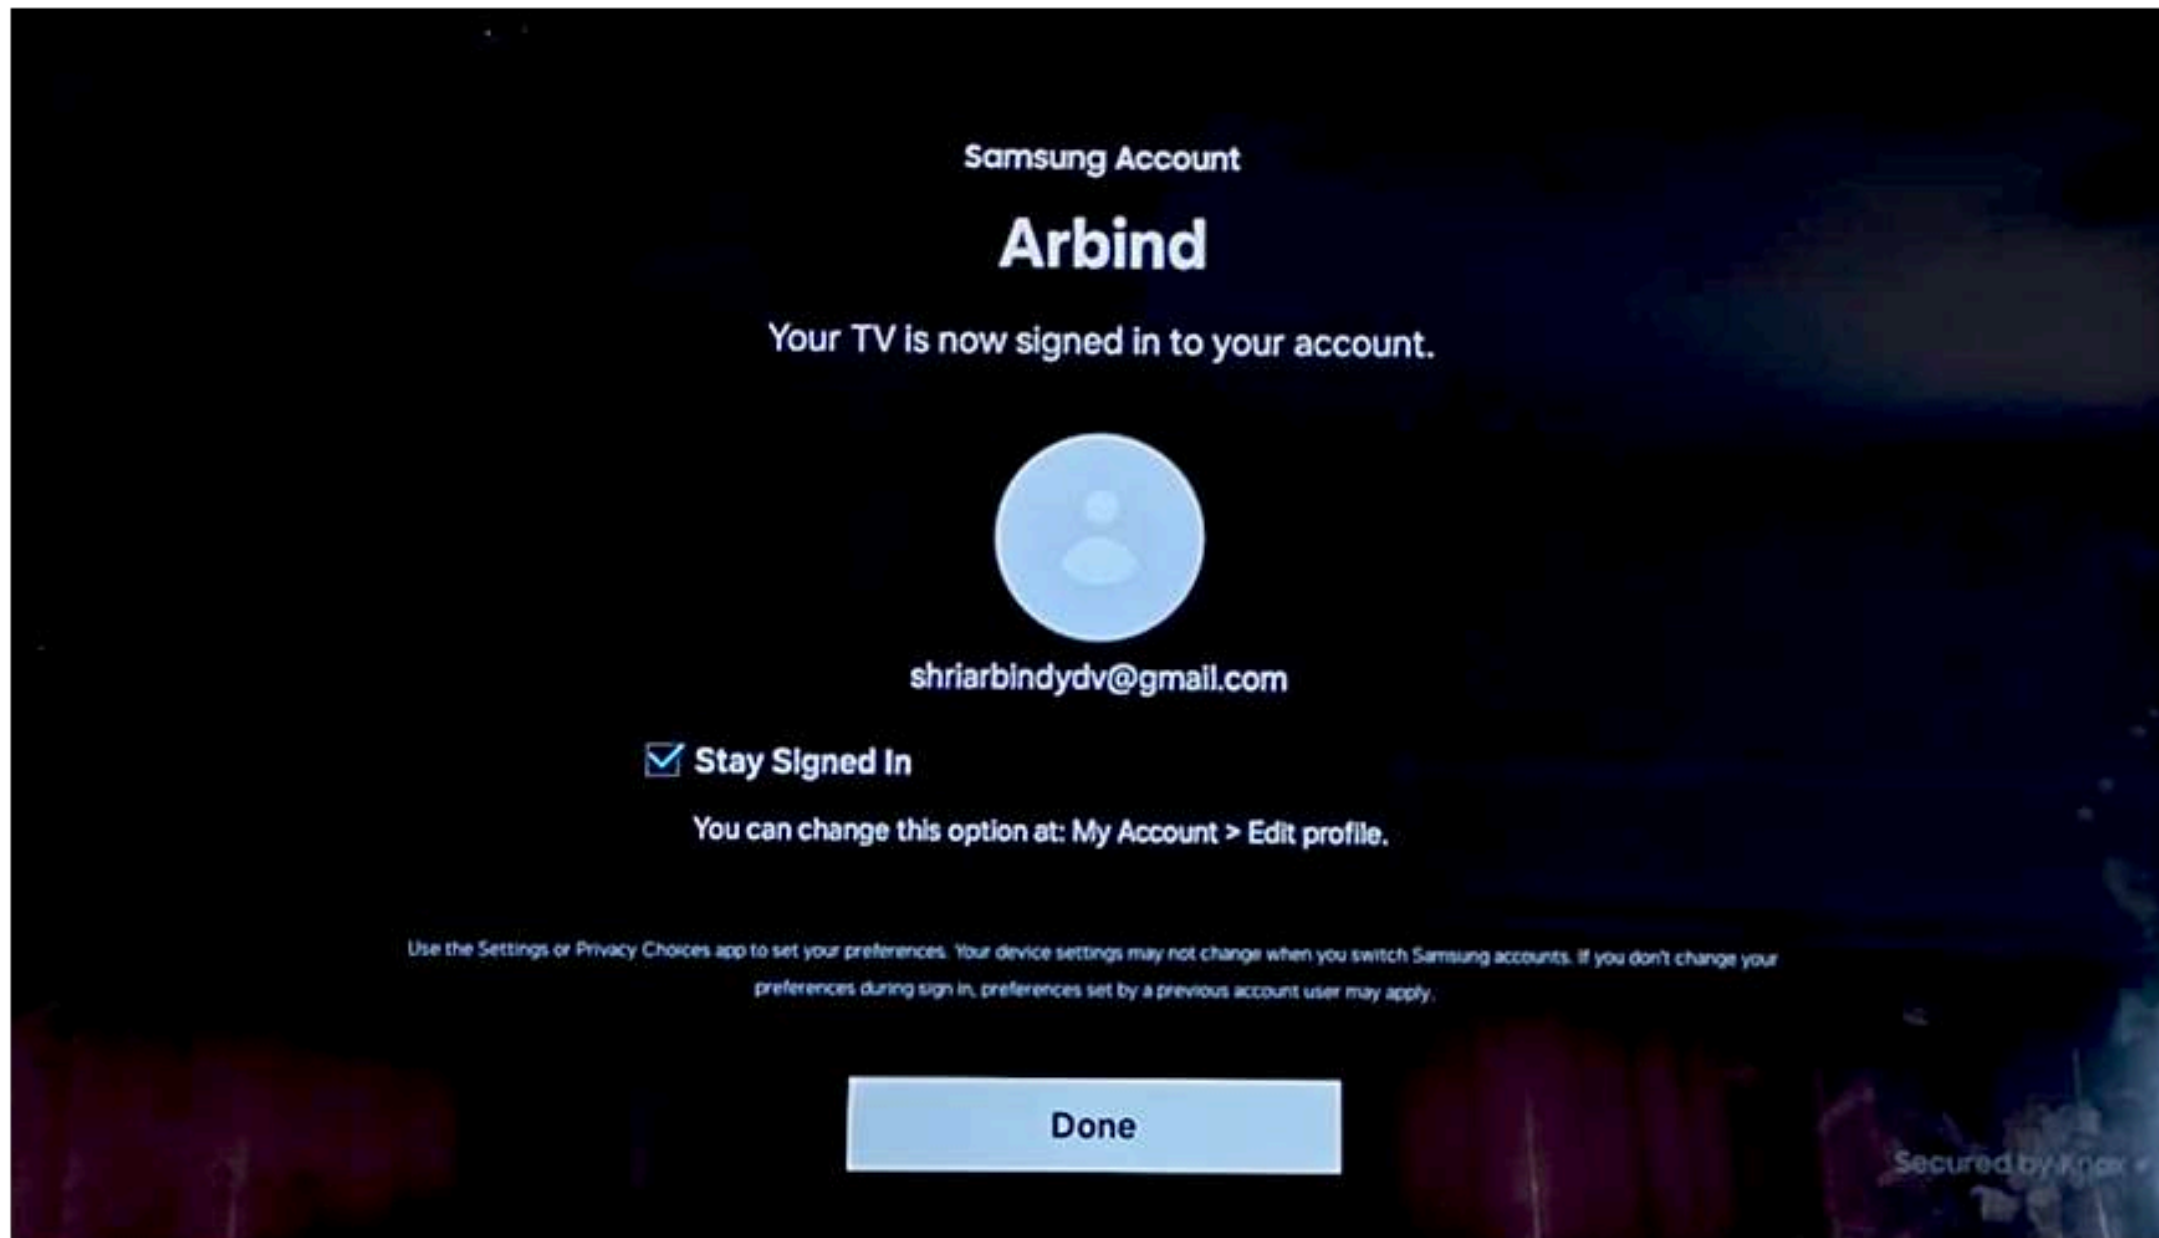 Samsung Account
Arbind
Your TV is now signed in to your account.
shriarbindydv@gmail.com
Stay Signed In
You can change this option at: My Account > Edit profile.
Use the Settings or Privacy Choices app to set your preferences. Your device settings may not change when you switch Samsung accounts. If you don't change your
preferences during sign in, preferences set by a previous account user may apply.
Done
Secured by Knox